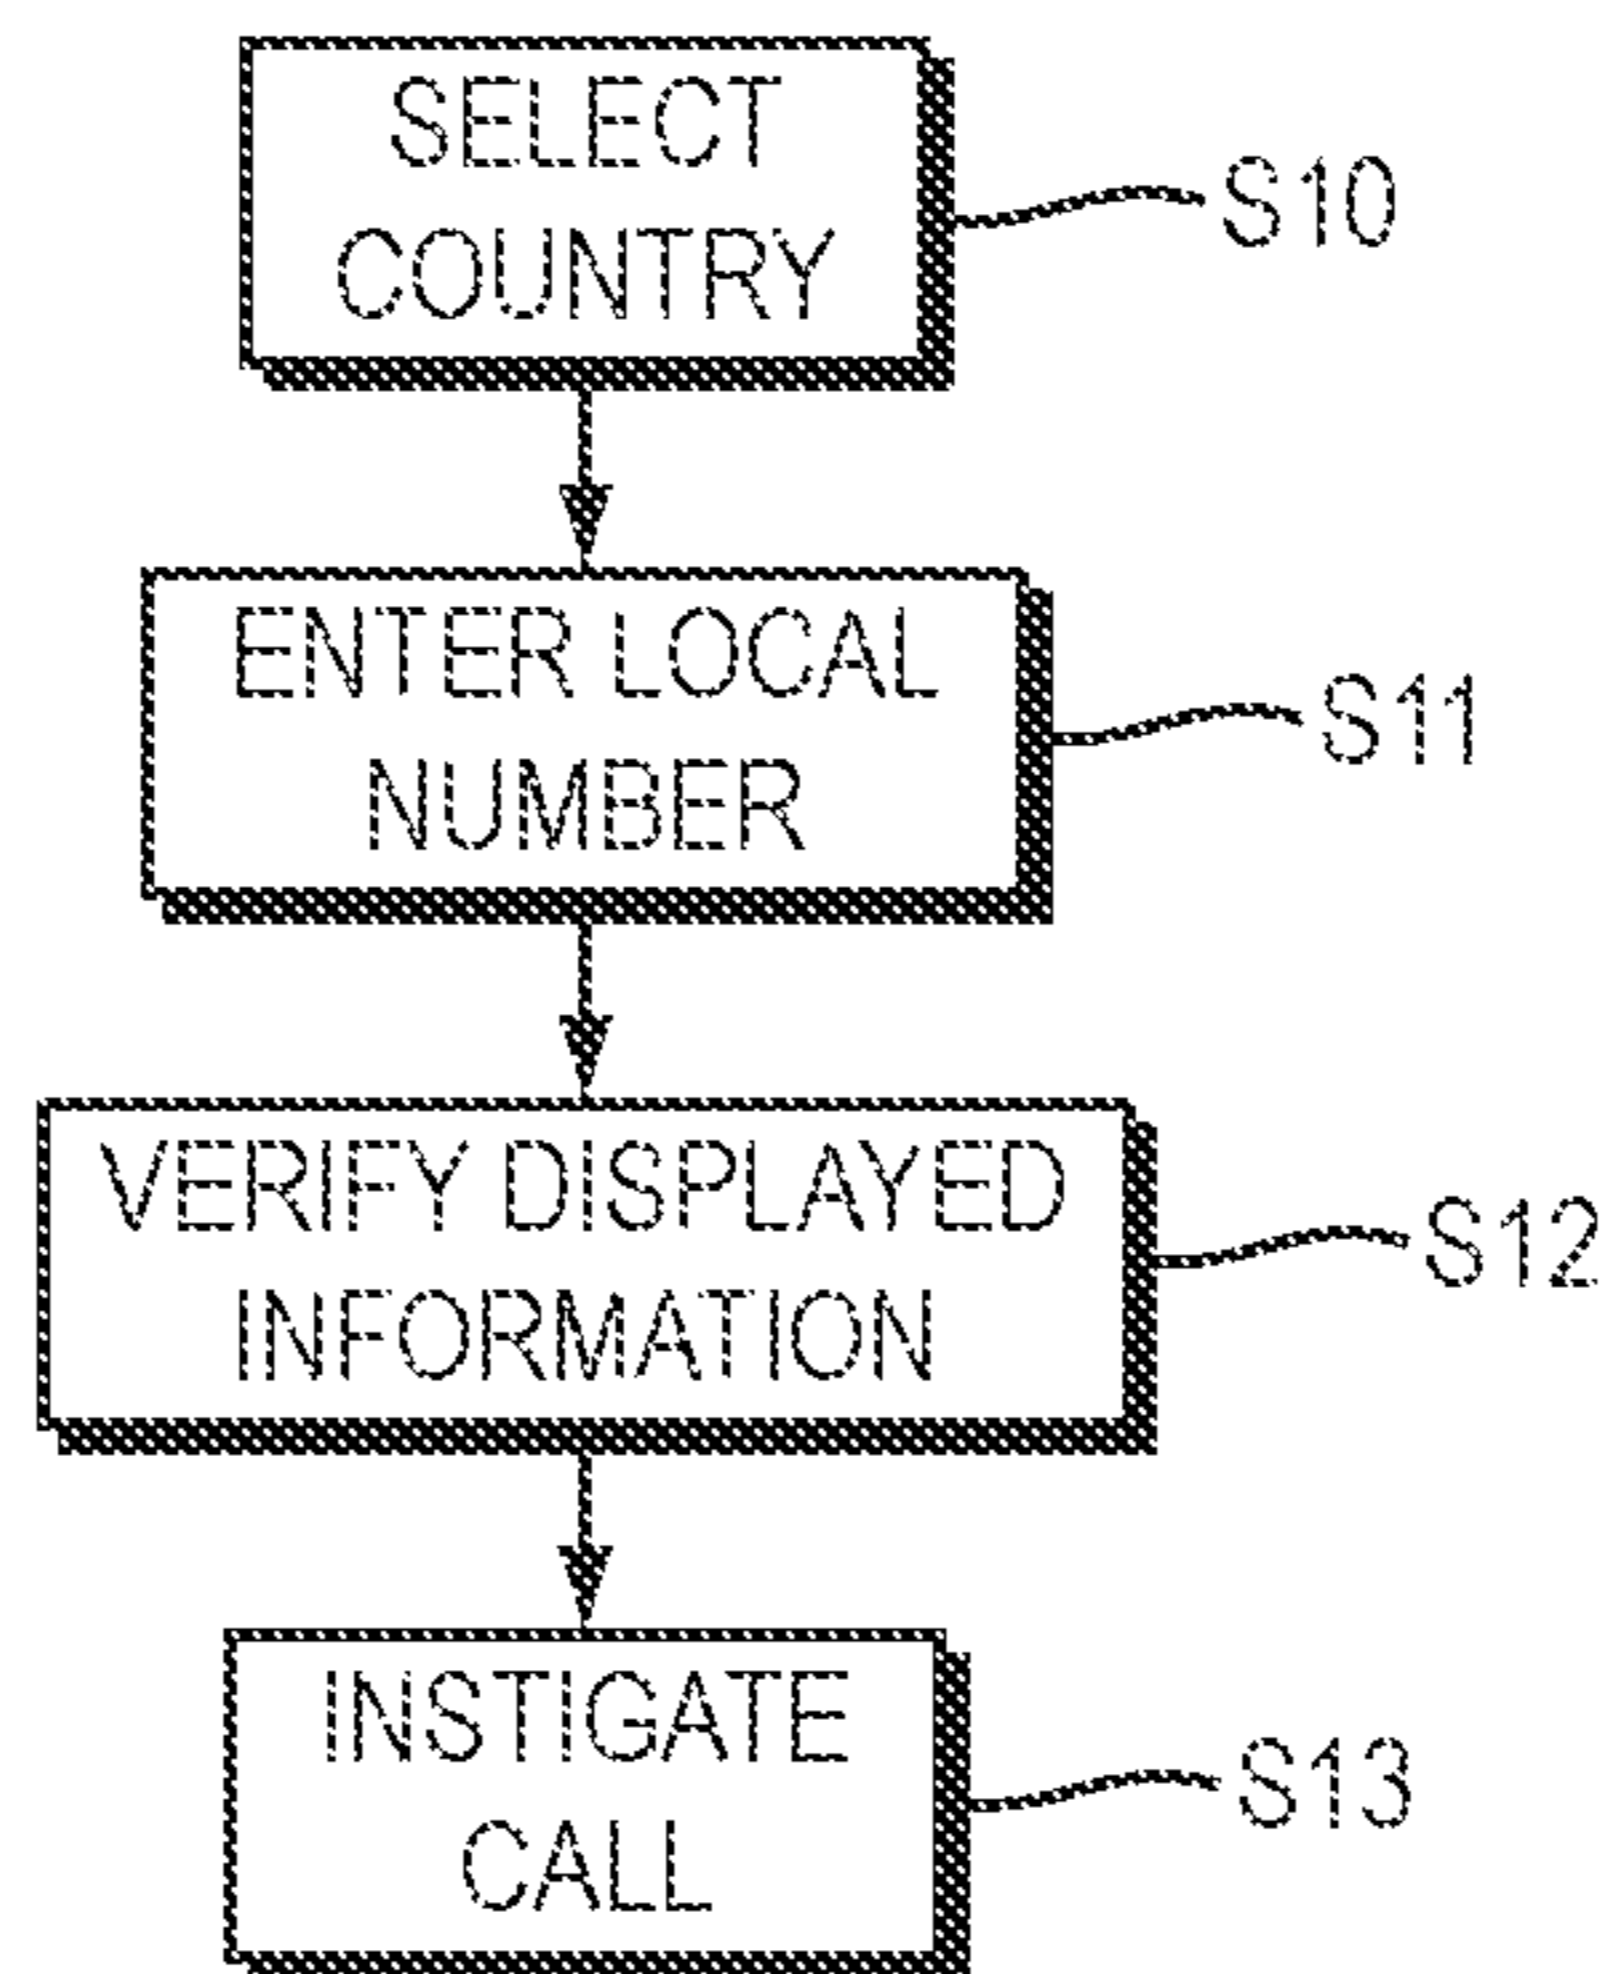 SELECT
COUNTRY
S10
ENTER LOCAL
NUMBER
S11
VERIFY DISPLAYED
INFORMATION
S12
INSTIGATE
CALL
S13